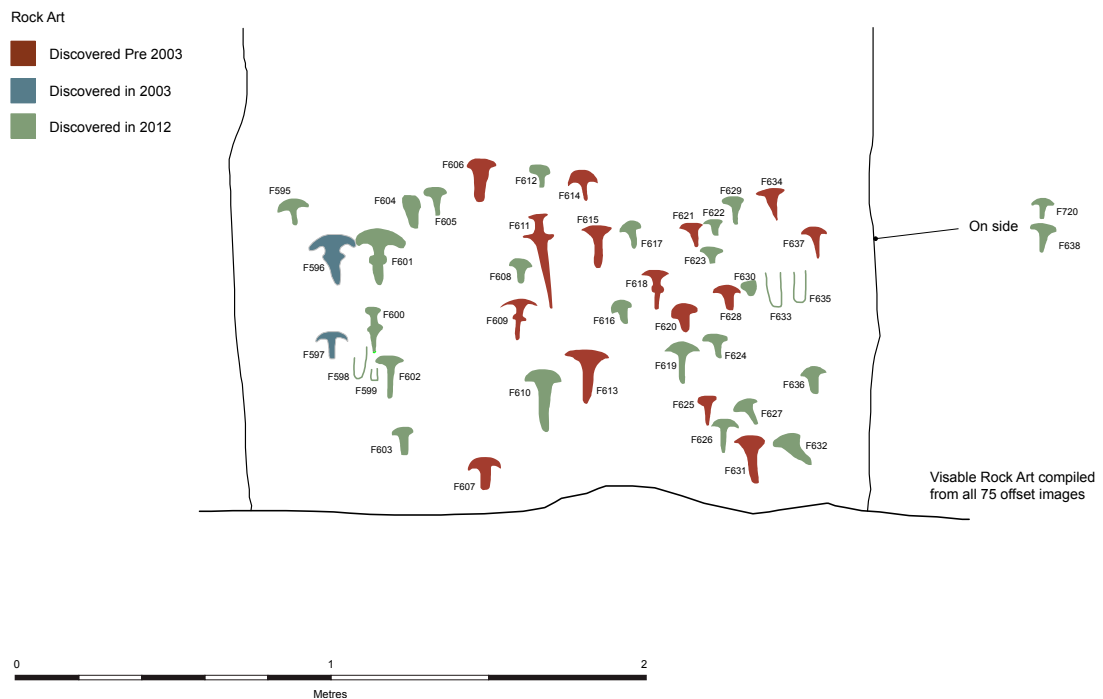 Rock Art
Discovered Pre 2003
Discovered in 2003
Discovered in 2012
F606
F612
F614
F634
F595
F604
F605
F629
F611
F615
F621
F622
F720
F617
F637
On side
F638
F596
F601
F623
F608
F618
F630
F635
F600
F609
F616
F620
F628
F633
F597
F624
F598
F599
F602
F619
F610
F613
F636
F625
F627
F603
F626
F632
F607
F631
Visable Rock Art compiled
from all 75 offset images
0
1
2
Metres